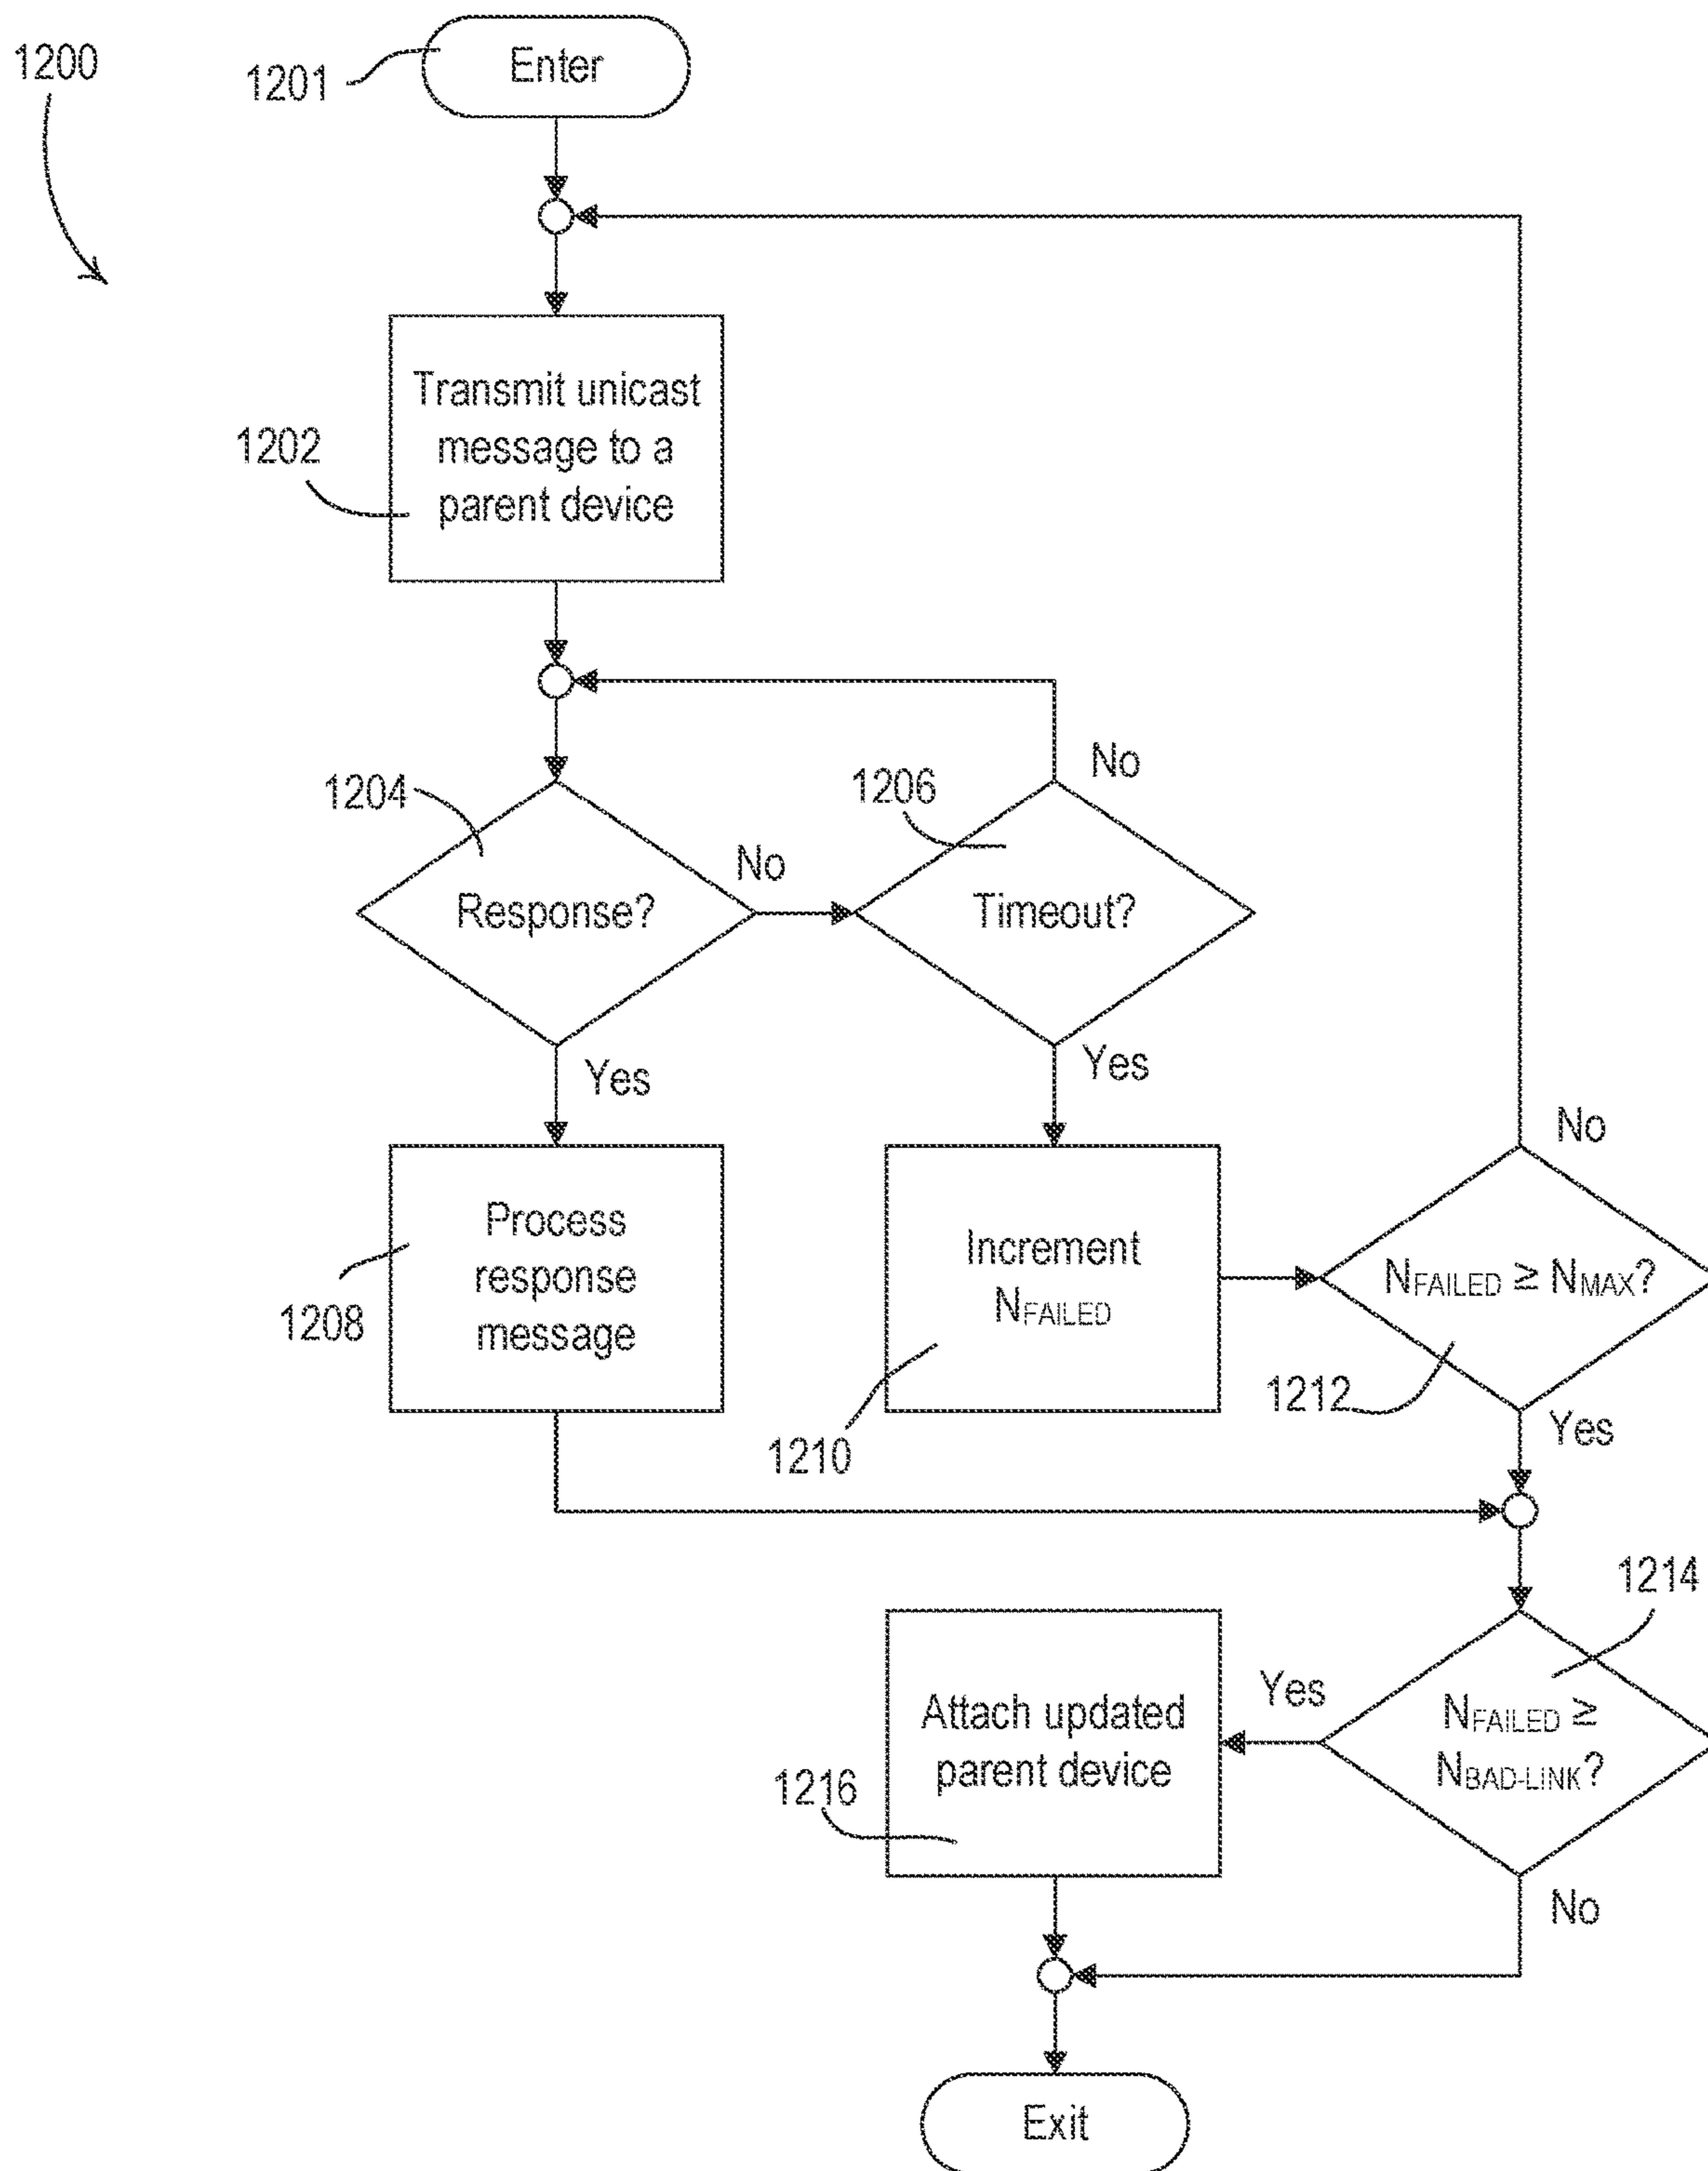 1200
1201
Enter
Transmit unicast
message to a
parent device
1202
1204
Response?
No
1206
Timeout?
No
Yes
Yes
Process
response
message
1208
Increment
NFAILED
1210
No
NFAILED ≥ NMAX?
1212
Yes
1214
NFAILED ≥
NBAD-LINK?
Yes
Attach updated
parent device
1216
No
Exit